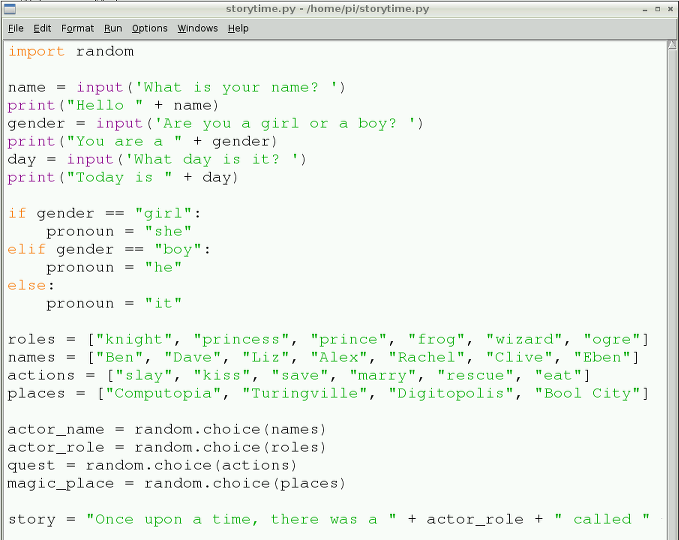 storytime.py - /home/pi/storytime.py
File Edit Format Run Options Windows Help
import random

name = input('What is your name? ')
print("Hello " + name)
gender = input('Are you a girl or a boy? ')
print("You are a " + gender)
day = input('What day is it? ')
print("Today is " + day)

if gender == "girl":
    pronoun = "she"
elif gender == "boy":
    pronoun = "he"
else:
    pronoun = "it"

roles = ["knight", "princess", "prince", "frog", "wizard", "ogre"]
names = ["Ben", "Dave", "Liz", "Alex", "Rachel", "Clive", "Eben"]
actions = ["slay", "kiss", "save", "marry", "rescue", "eat"]
places = ["Computopia", "Turingville", "Digitopolis", "Bool City"]

actor_name = random.choice(names)
actor_role = random.choice(roles)
quest = random.choice(actions)
magic_place = random.choice(places)

story = "Once upon a time, there was a " + actor_role + " called "